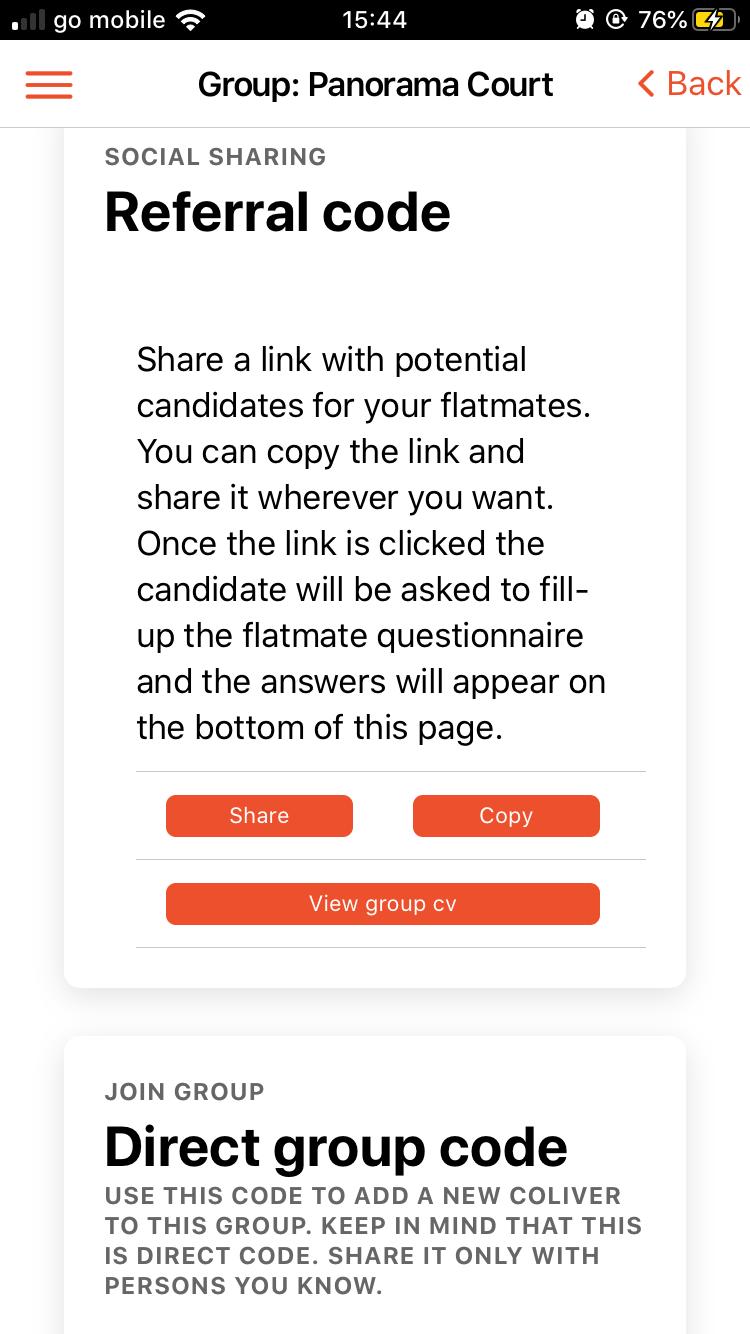 go mobile 15:44 76%
Group: Panorama Court Back
SOCIAL SHARING
Referral code
Share a link with potential
candidates for your flatmates.
You can copy the link and
share it wherever you want.
Once the link is clicked the
candidate will be asked to fill-
up the flatmate questionnaire
and the answers will appear on
the bottom of this page.
Share Copy
View group cv
JOIN GROUP
Direct group code
USE THIS CODE TO ADD A NEW COLIVER
TO THIS GROUP. KEEP IN MIND THAT THIS
IS DIRECT CODE. SHARE IT ONLY WITH
PERSONS YOU KNOW.